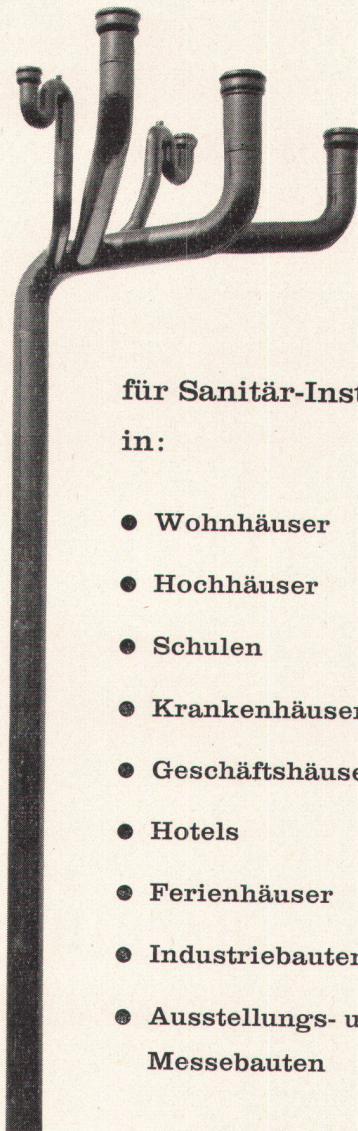 für Sanitär-Inst
in:
• Wohnhäuser
• Hochhäuser
• Schulen
• Krankenhäuser
• Geschäftshäuse
• Hotels
• Ferienhäuser
• Industriebauten
• Ausstellungs- u
Messebauten